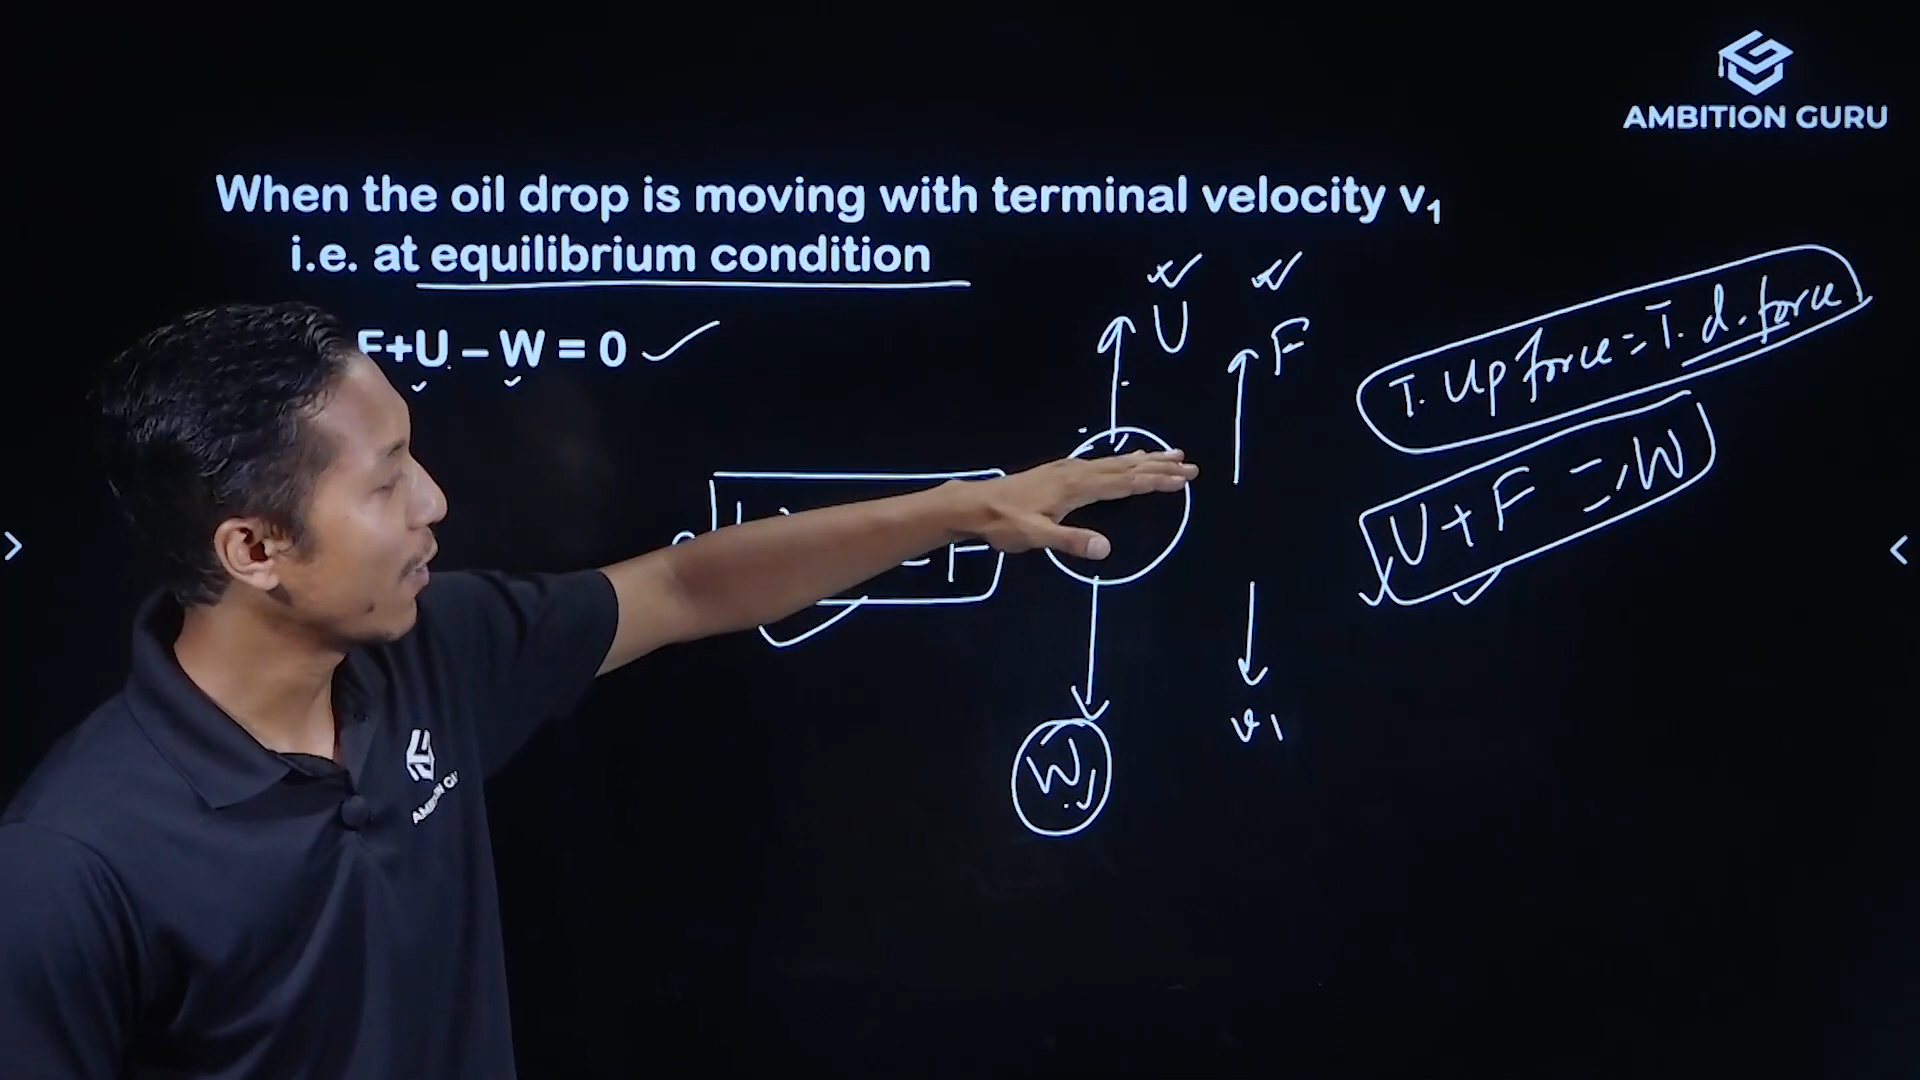 AMBITION GURU
When the oil drop is moving with terminal velocity v₁
i.e. at equilibrium condition
F+U – W = 0
U
F
T. Up force = T. d. force
U + F = W
F
W
v₁